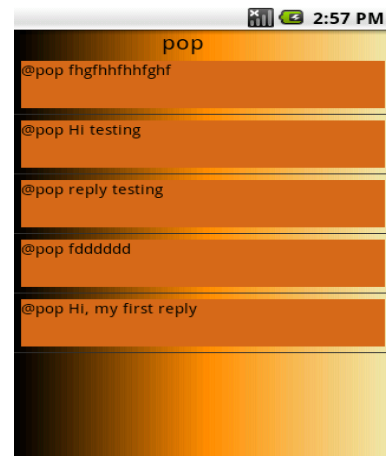 2:57 PM
pop
@pop fhgfhhfhhfghf
@pop Hi testing
@pop reply testing
@pop fdddddd
@pop Hi, my first reply